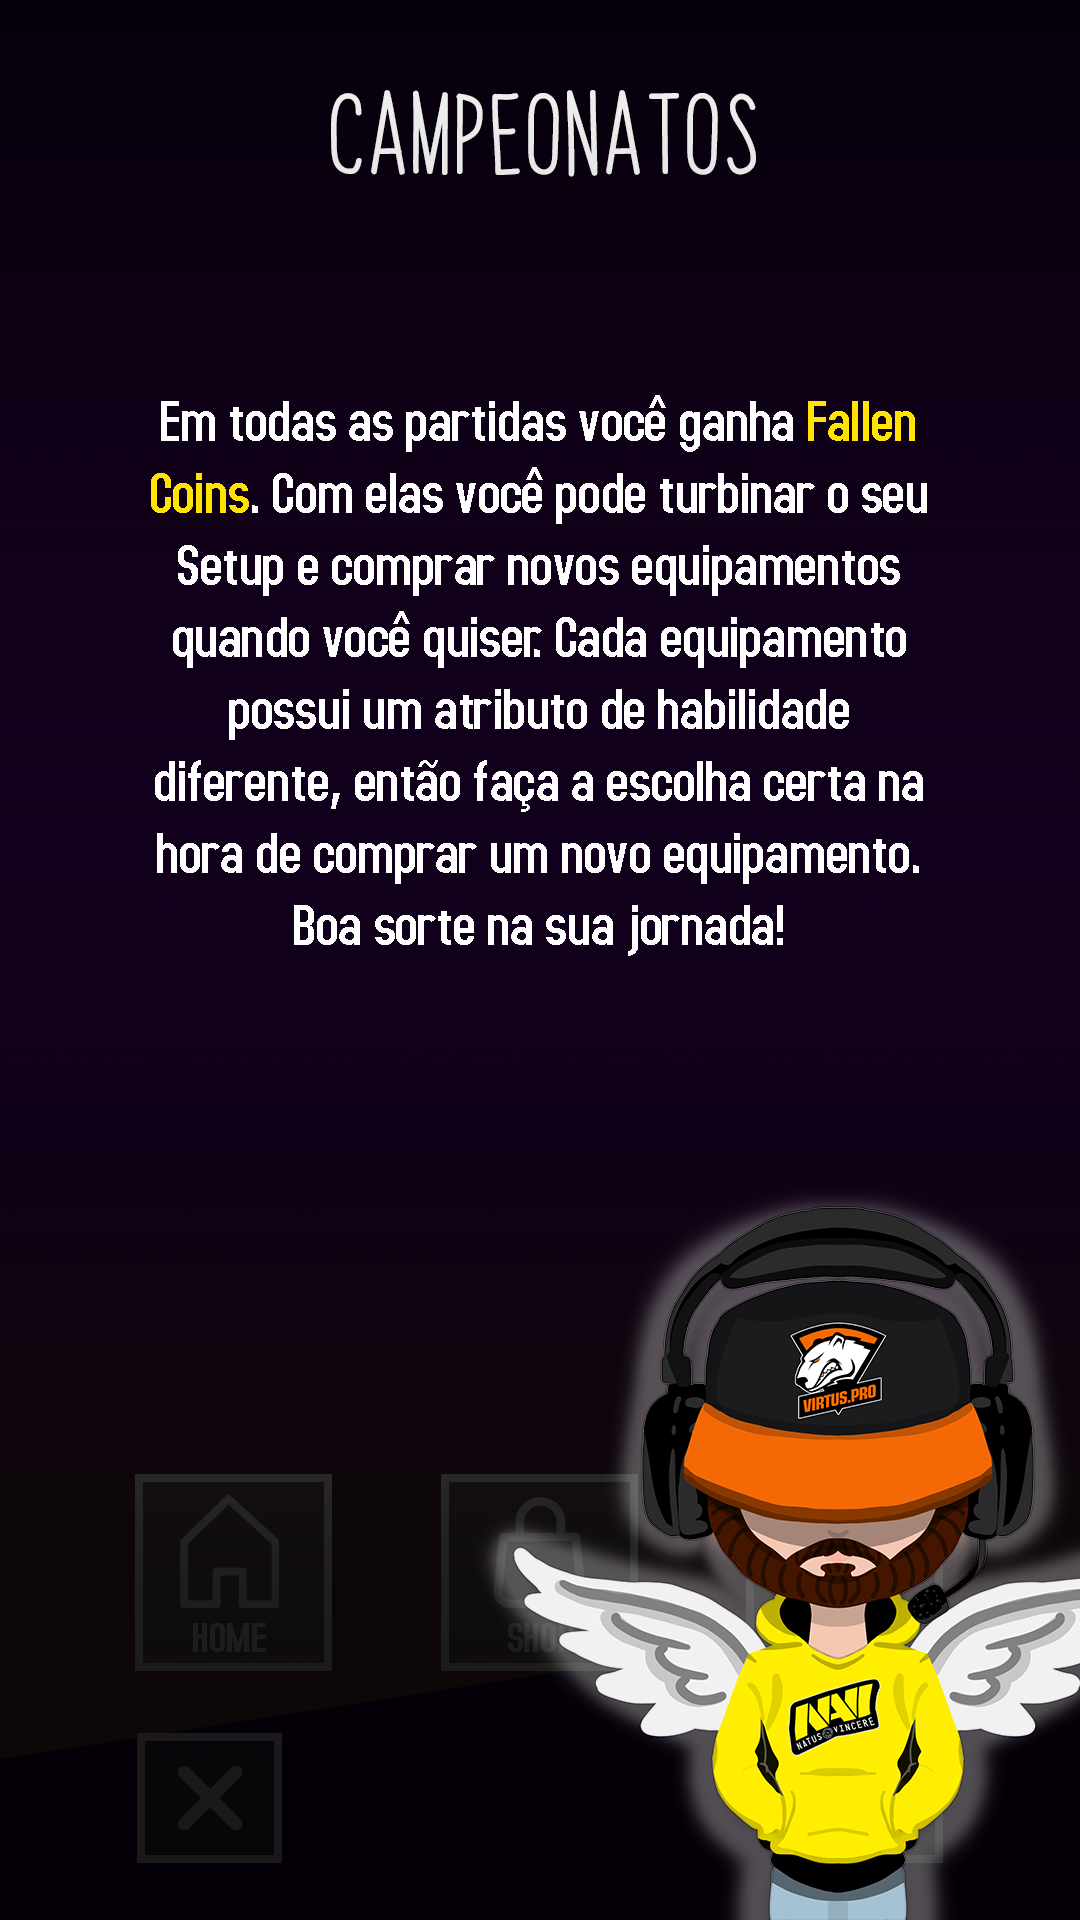 CAMPEONATOS
Em todas as partidas você ganha Fallen
Coins. Com elas você pode turbinar o seu
Setup e comprar novos equipamentos
quando você quiser. Cada equipamento
possui um atributo de habilidade
diferente, então faça a escolha certa na
hora de comprar um novo equipamento.
Boa sorte na sua jornada!
VIRTUS.PRO
HOME
NAVI
NATUS VINCERE